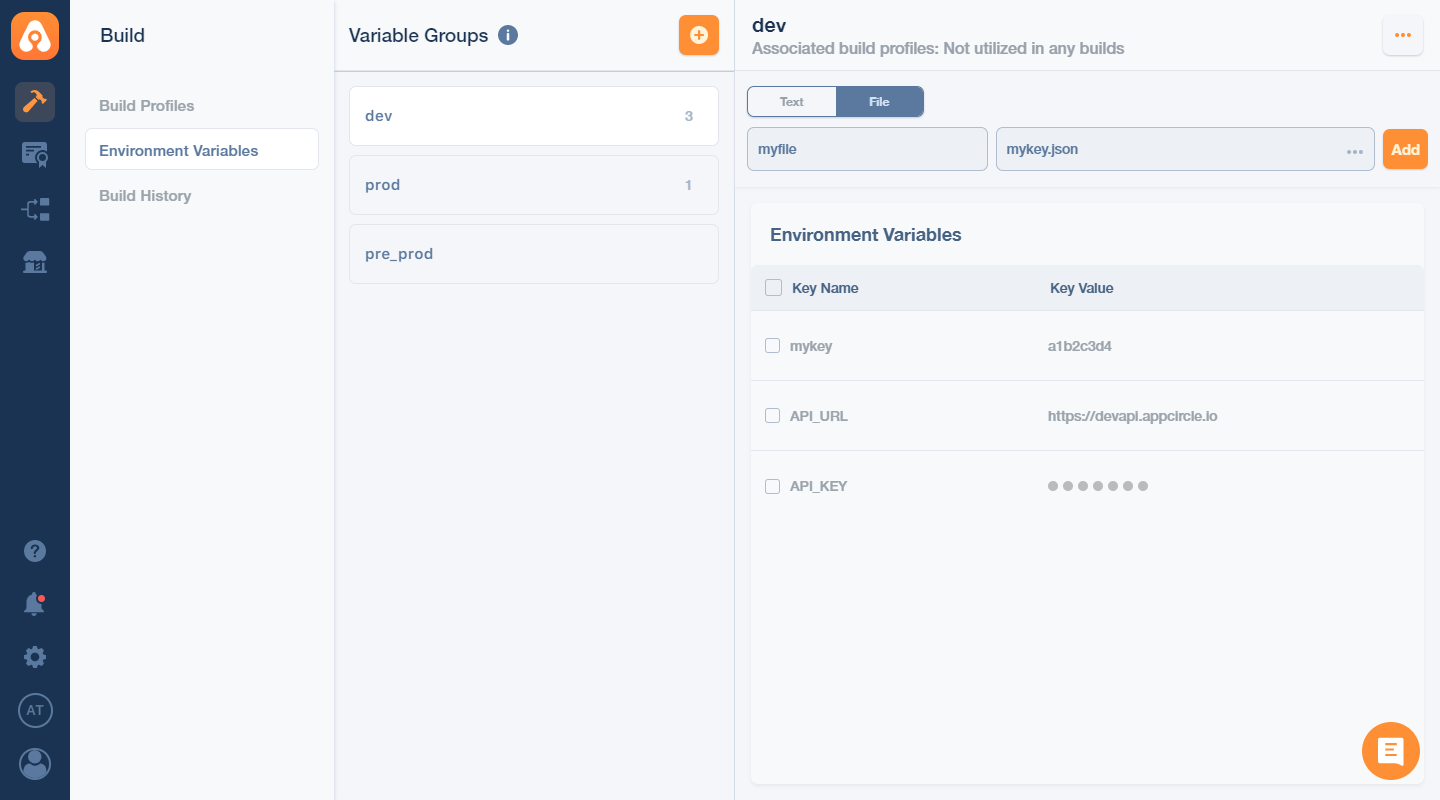 Build
Build Profiles
Environment Variables
Build History
AT
Variable Groups
dev 3
prod 1
pre_prod
dev
Associated build profiles: Not utilized in any builds
Text File
myfile mykey.json Add
Environment Variables
Key Name Key Value
mykey a1b2c3d4
API_URL https://devapi.appcircle.io
API_KEY